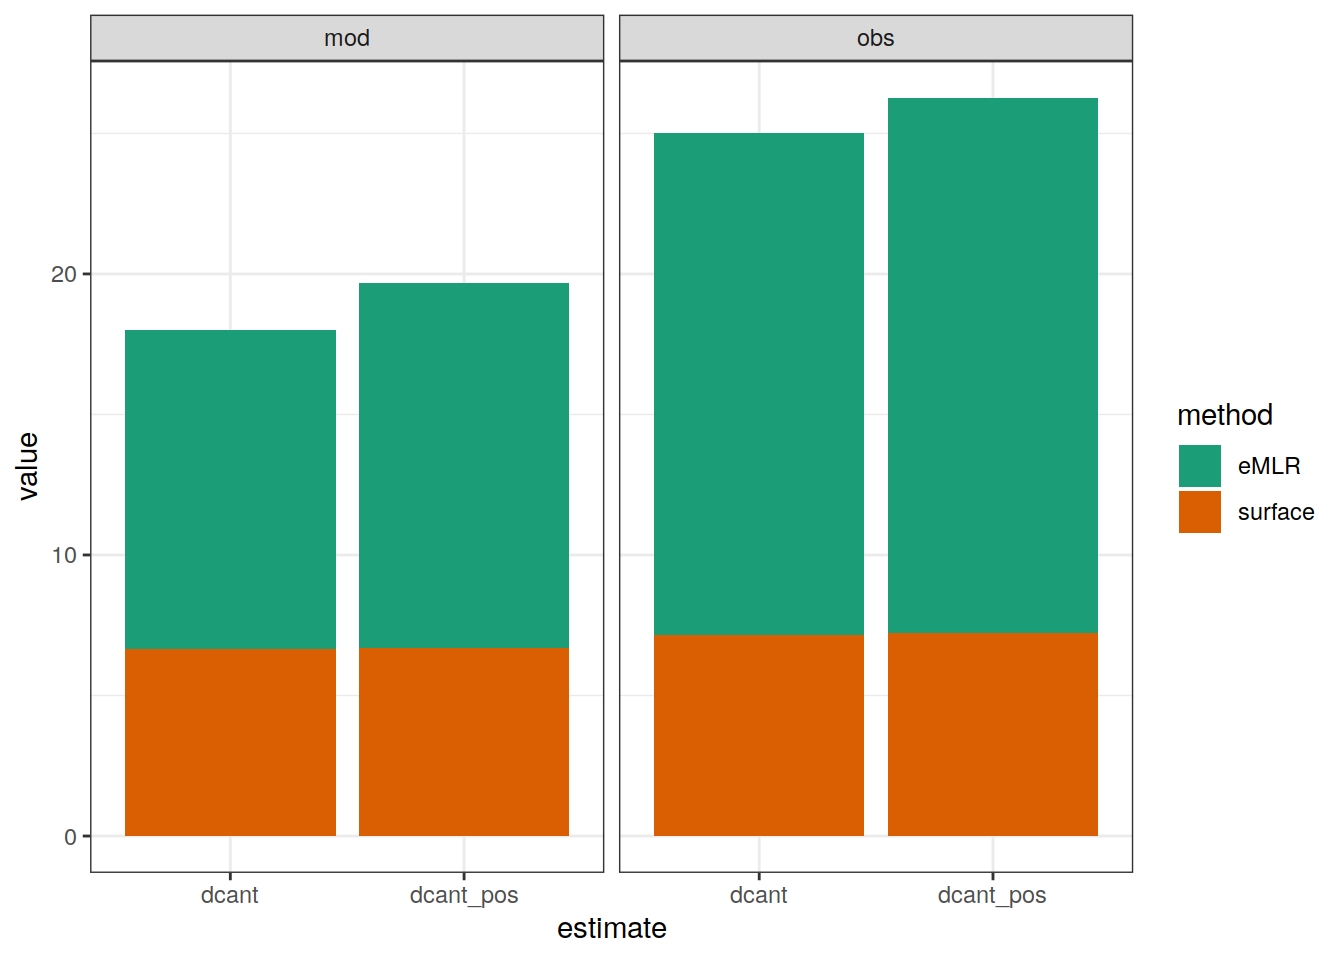 mod
obs
value
20
10
0
dcant
dcant_pos
dcant
dcant_pos
estimate
method
eMLR
surface